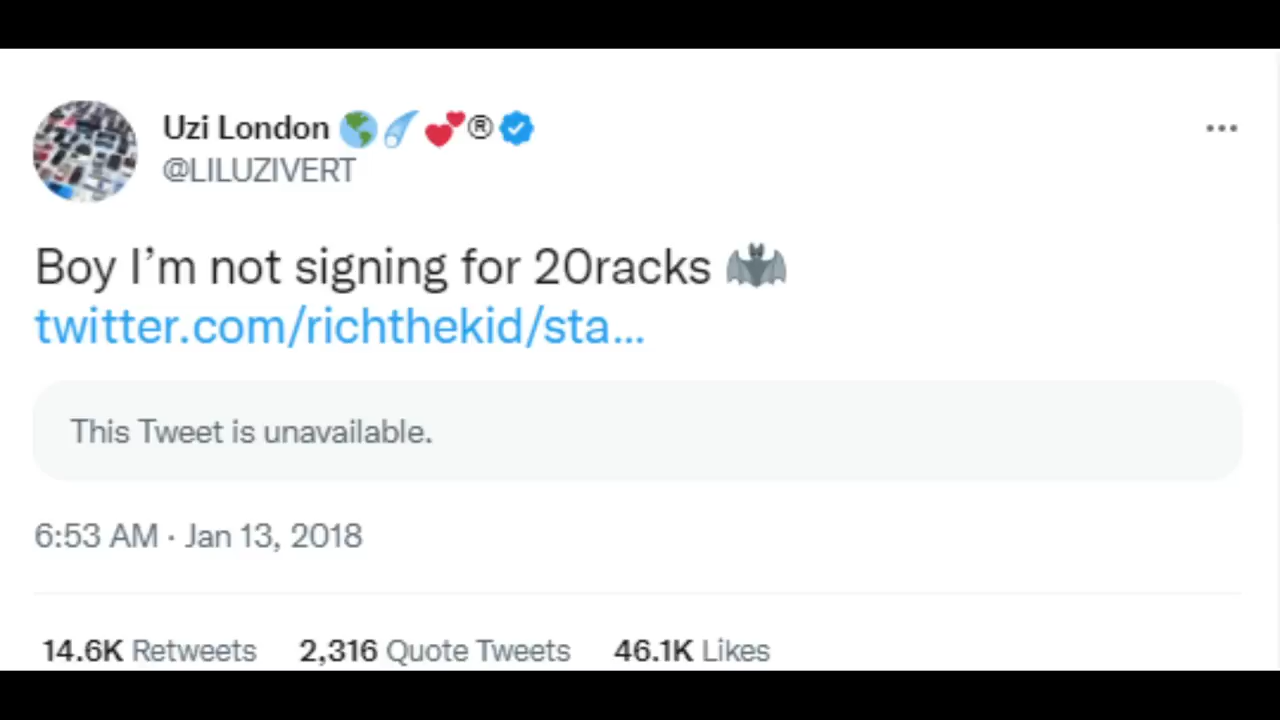 Uzi London 🌎☄️💕®
@LILUZIVERT
Boy I’m not signing for 20racks 🦇
twitter.com/richthekid/sta...
This Tweet is unavailable.
6:53 AM · Jan 13, 2018
14.6K Retweets 2,316 Quote Tweets 46.1K Likes